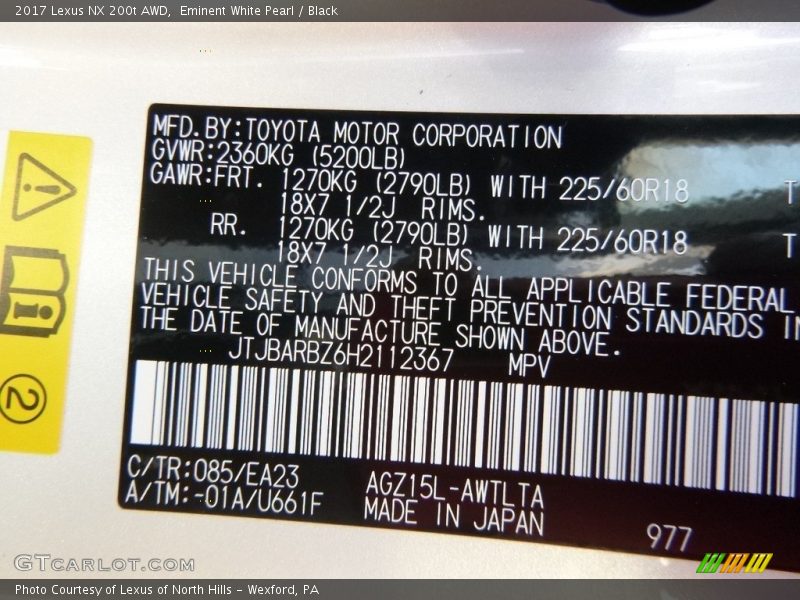 2017 Lexus NX 200t AWD, Eminent White Pearl / Black
MFD.BY:TOYOTA MOTOR CORPORATION
GVWR:2360KG (5200LB)
GAWR:FRT. 1270KG (2790LB) WITH 225/60R18 T
18X7 1/2J RIMS.
RR. 1270KG (2790LB) WITH 225/60R18 T
18X7 1/2J RIMS.
THIS VEHICLE CONFORMS TO ALL APPLICABLE FEDERAL
VEHICLE SAFETY AND THEFT PREVENTION STANDARDS IN
THE DATE OF MANUFACTURE SHOWN ABOVE.
JTJBARBZ6H2112367 MPV
C/TR:085/EA23 AGZ15L-AWTLTA
A/TM:-01A/U661F MADE IN JAPAN
977
2
GTCARLOT.COM
Photo Courtesy of Lexus of North Hills - Wexford, PA